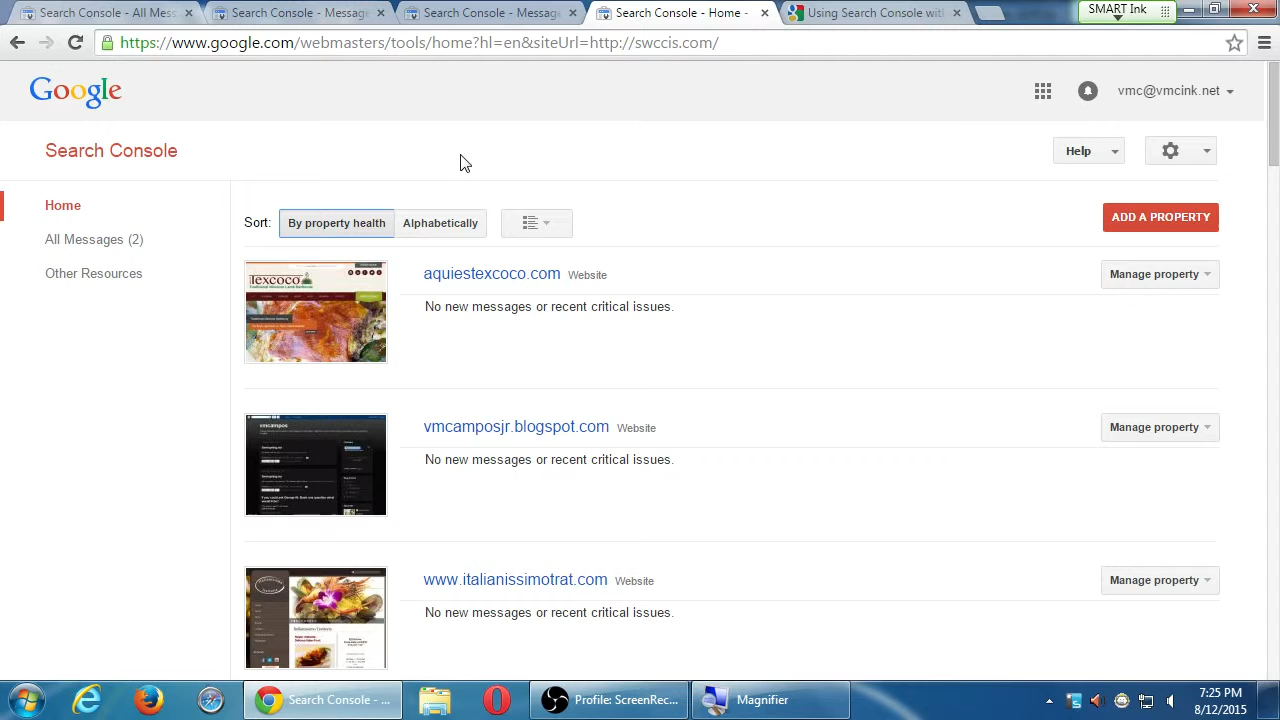 Search Console - All Mes
Search Console - Message
Search Console - Messag
Search Console - Home -
Using Search Console with
SMART Ink
https://www.google.com/webmasters/tools/home?hl=en&siteUrl=http://swccis.com/
Google
vmc@vmcink.net
Search Console
Help
Home
All Messages (2)
Other Resources
Sort: By property health Alphabetically
ADD A PROPERTY
Texcoco
aquiestexcoco.com Website
Manage property
No new messages or recent critical issues.
vmcamposjr.blogspot.com Website
Manage property
vmcampos
No new messages or recent critical issues.
www.italianissimotrat.com Website
Manage property
No new messages or recent critical issues.
Search Console - ...
Profile: ScreenRec...
Magnifier
7:25 PM
8/12/2015